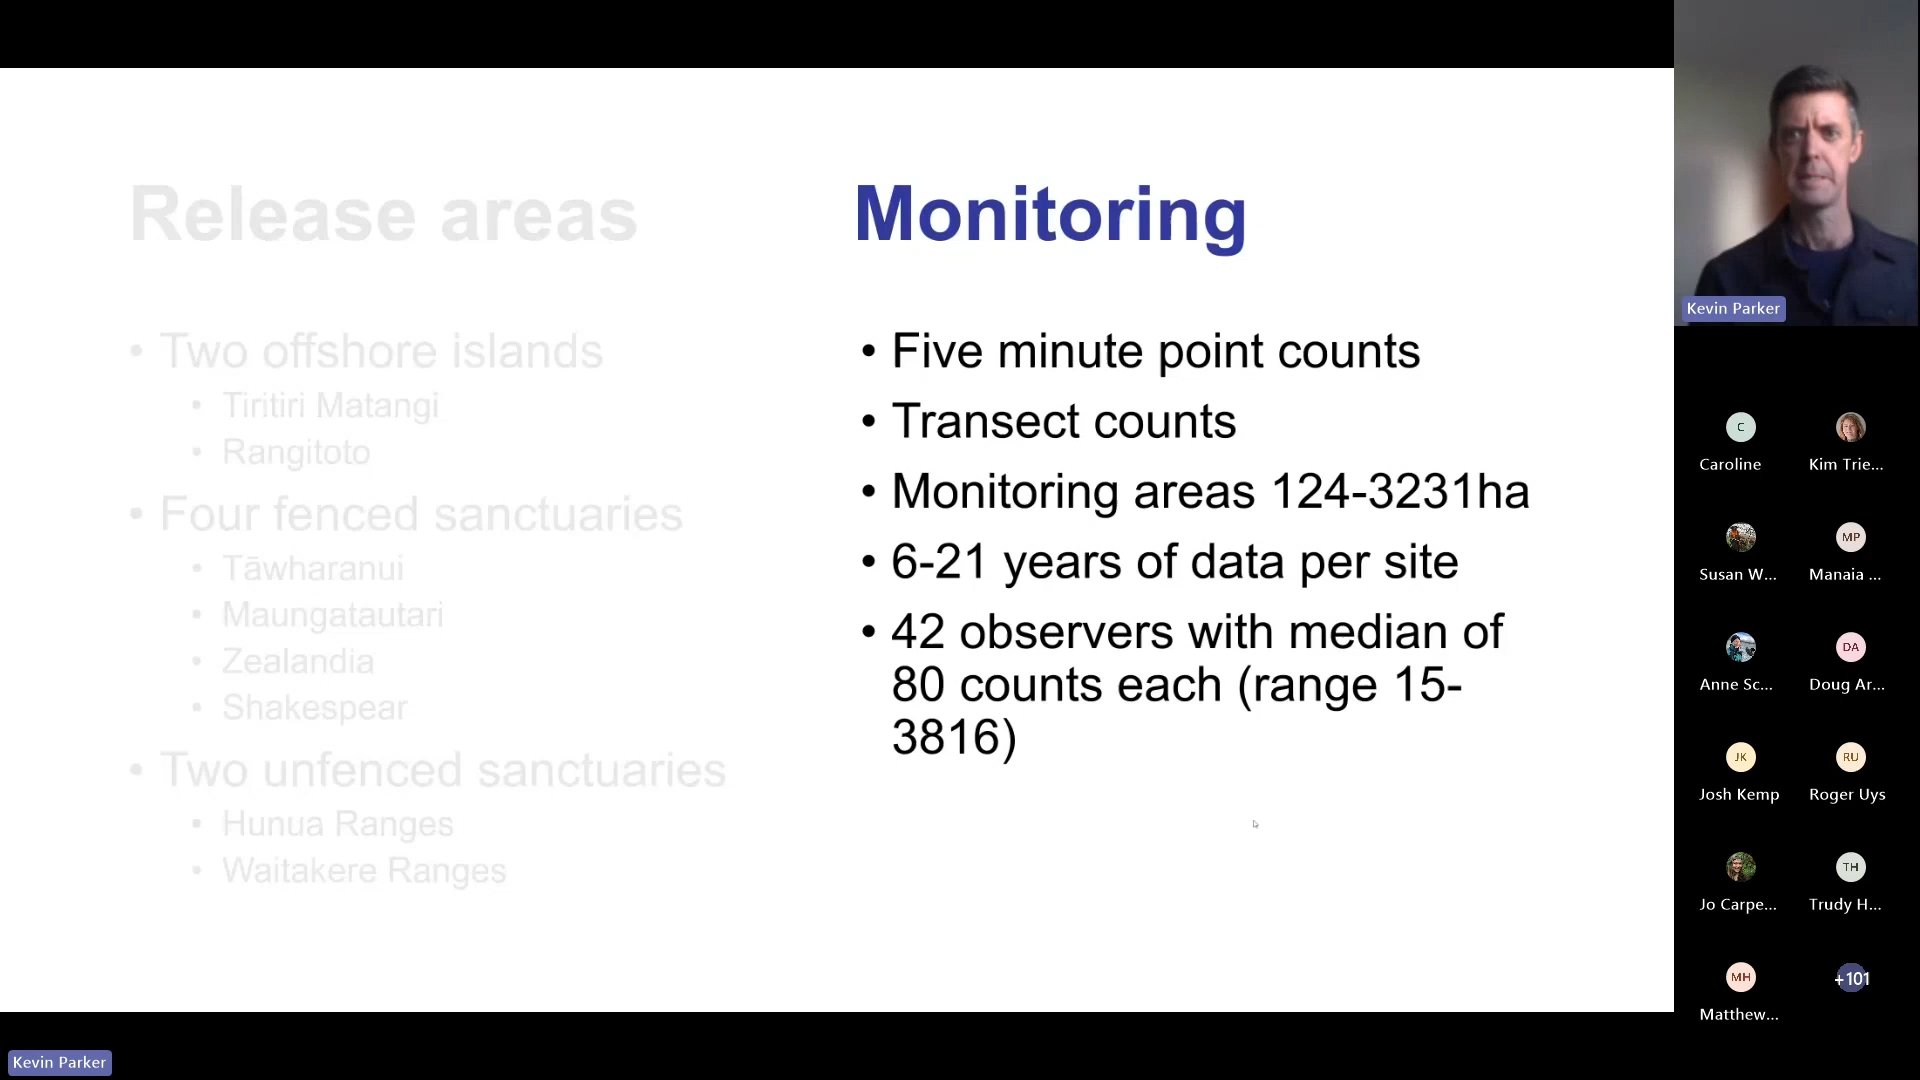 Release areas
• Two offshore islands
• Tiritiri Matangi
• Rangitoto
• Four fenced sanctuaries
• Tāwharanui
• Maungatautari
• Zealandia
• Shakespear
• Two unfenced sanctuaries
• Hunua Ranges
• Waitakere Ranges
Monitoring
• Five minute point counts
• Transect counts
• Monitoring areas 124-3231ha
• 6-21 years of data per site
• 42 observers with median of
80 counts each (range 15-
3816)
Kevin Parker
C
Caroline
Kim Trie...
Susan W...
MP
Manaia ...
Anne Sc...
DA
Doug Ar...
JK
Josh Kemp
RU
Roger Uys
Jo Carpe...
TH
Trudy H...
MH
Matthew...
+101
Kevin Parker